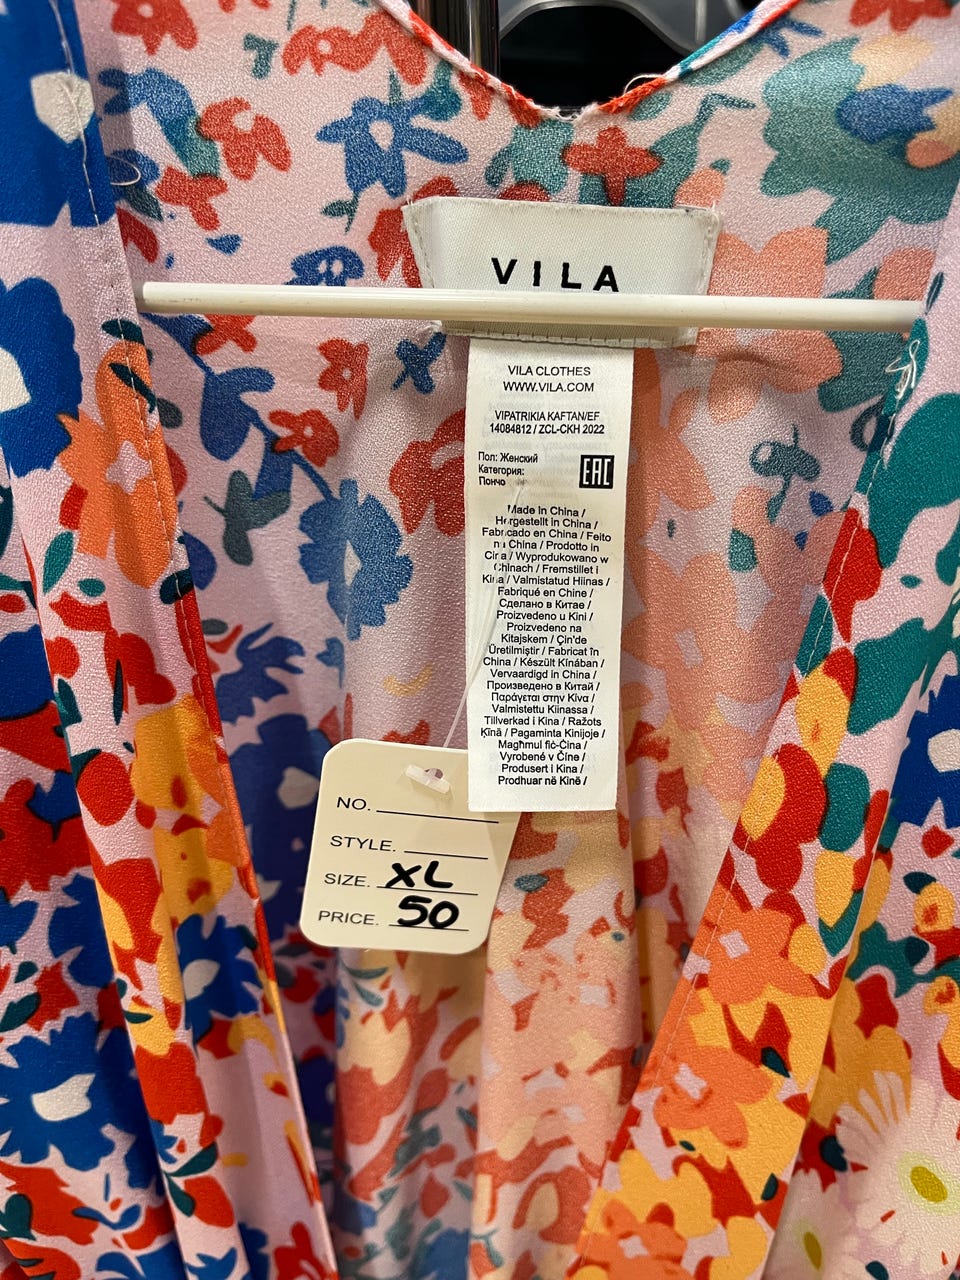 VILA
VILA CLOTHES
WWW.VILA.COM
VIPATRIKIA KAFTAN/EF
14084812 / ZCL-CKH 2022
Пол: Женский
Категория:
Пончо
EAC
Made in China /
Hergestellt in China /
Fabricado en China / Feito
na China / Prodotto in
Cina / Wyprodukowano w
Chinach / Fremstillet i
Kina / Valmistatud Hiinas /
Fabriqué en Chine /
Сделано в Китае /
Proizvedeno u Kini /
Proizvedeno na
Kitajskem / Çin'de
Üretilmiştir / Fabricat în
China / Készült Kínában /
Vervaardigd in China /
Произведено в Китай /
Παράγεται στην Κίνα /
Valmistettu Kiinassa /
Tillverkad i Kina / Ražots
Ķīnā / Pagaminta Kinijoje /
Magħmul fiċ-Ċina /
Vyrobené v Číne /
Produsert i Kina /
Prodhuar në Kinë /
NO.
STYLE.
SIZE. XL
PRICE. 50